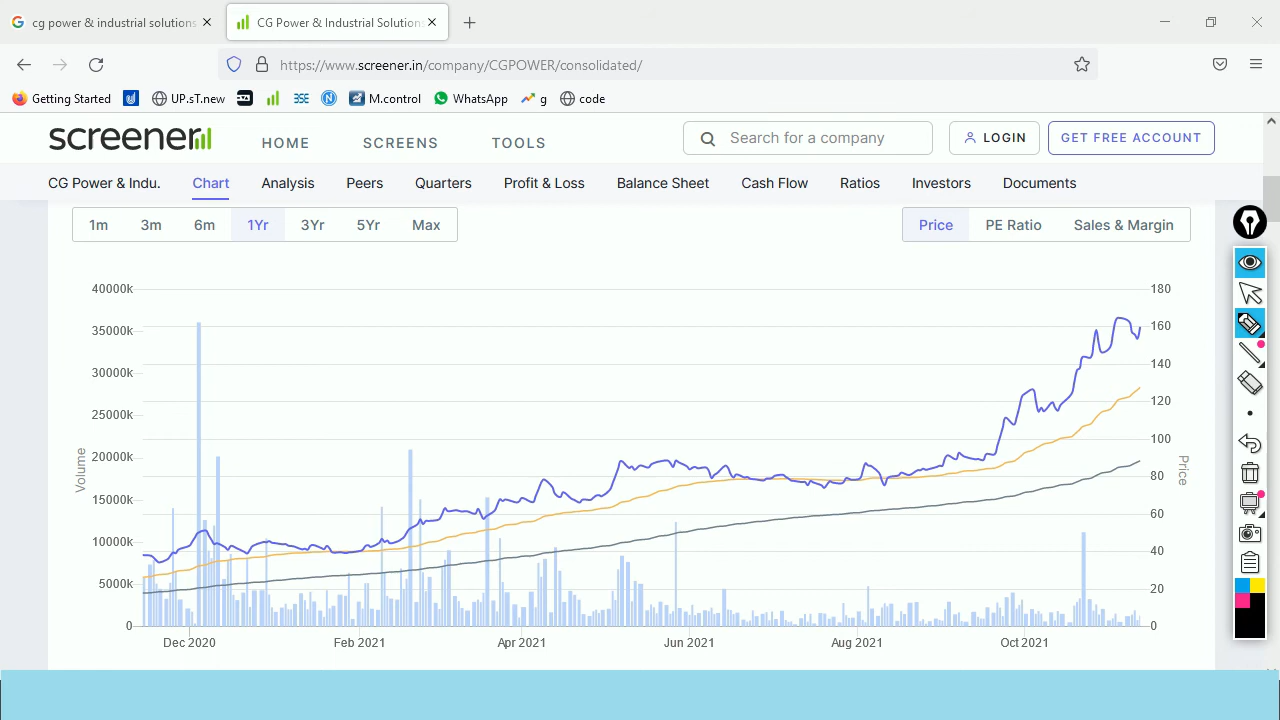 cg power & industrial solutions
CG Power & Industrial Solutions
https://www.screener.in/company/CGPOWER/consolidated/
Getting Started
UP.sT.new
M.control
WhatsApp
g
code
screener
HOME
SCREENS
TOOLS
Search for a company
LOGIN
GET FREE ACCOUNT
CG Power & Indu.
Chart
Analysis
Peers
Quarters
Profit & Loss
Balance Sheet
Cash Flow
Ratios
Investors
Documents
1m
3m
6m
1Yr
3Yr
5Yr
Max
Price
PE Ratio
Sales & Margin
40000k
35000k
30000k
25000k
20000k
15000k
10000k
5000k
0
Volume
180
160
140
120
100
80
60
40
20
0
Price
Dec 2020
Feb 2021
Apr 2021
Jun 2021
Aug 2021
Oct 2021